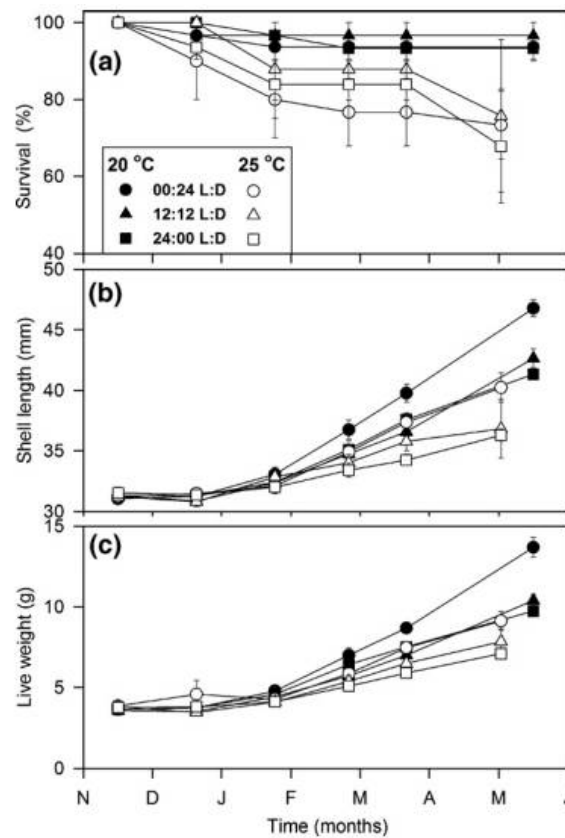 100
80
60
40
Survival (%)
(a)
20 °C 25 °C
00:24 L:D
12:12 L:D
24:00 L:D
50
45
40
35
30
Shell length (mm)
(b)
15
10
5
0
Live weight (g)
(c)
N D J F M A M
Time (months)